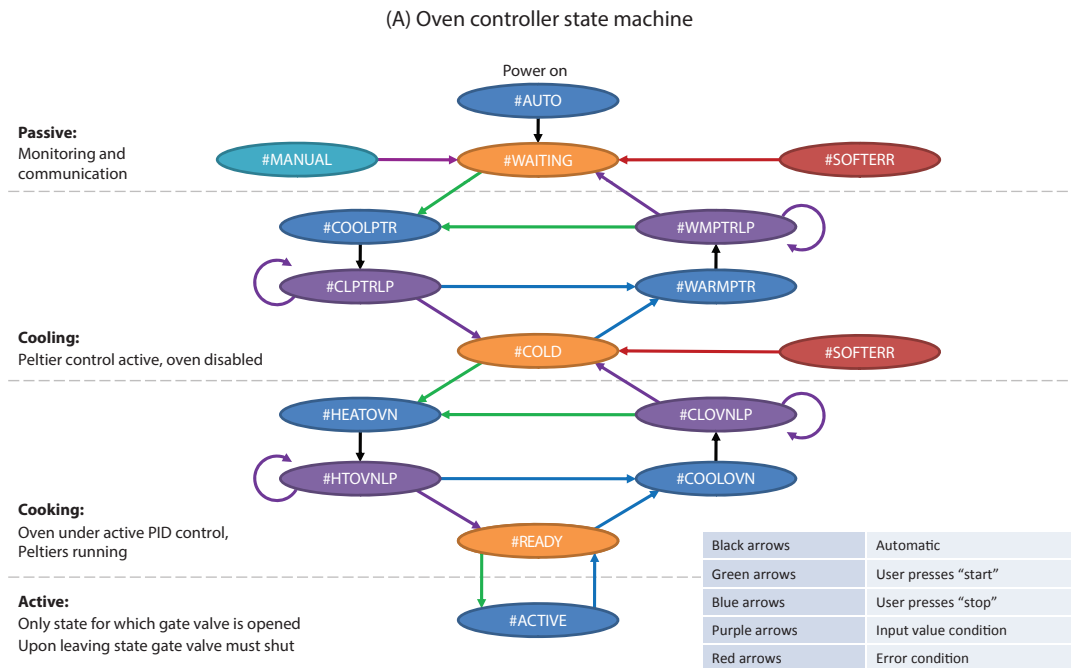 (A) Oven controller state machine
Power on
#AUTO
Passive:
Monitoring and
communication
#MANUAL
#WAITING
#SOFTERR
#COOLPTR
#WMPTRLP
#CLPTRLP
#WARMPTR
Cooling:
Peltier control active, oven disabled
#COLD
#SOFTERR
#HEATOVN
#CLOVNLP
#HTOVNLP
#COOLOVN
Cooking:
Oven under active PID control,
Peltiers running
#READY
Active:
Only state for which gate valve is opened
Upon leaving state gate valve must shut
#ACTIVE
Black arrows Automatic
Green arrows User presses “start”
Blue arrows User presses “stop”
Purple arrows Input value condition
Red arrows Error condition